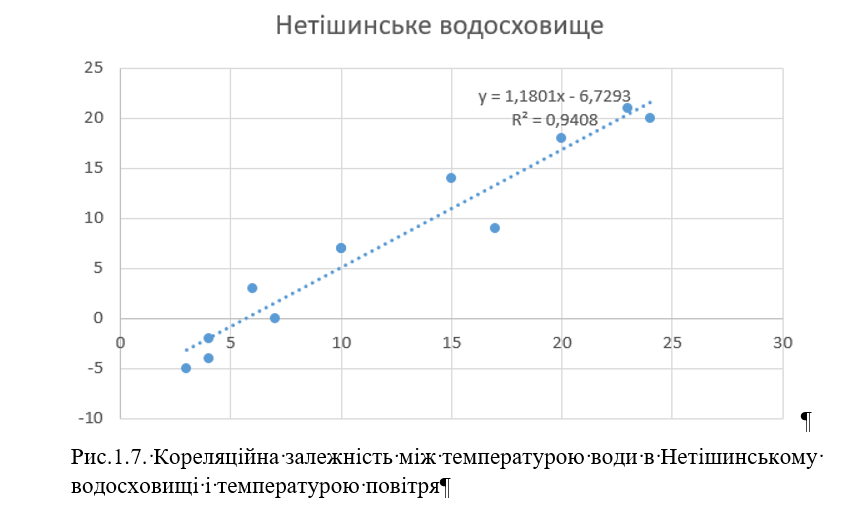 Нетішинське водосховище
25
20
15
10
5
0
-5
-10
y = 1,1801x - 6,7293
R² = 0,9408
0 5 10 15 20 25 30
¶
Рис.1.7.·Кореляційна·залежність·між·температурою·води·в·Нетішинському·
водосховищі·і·температурою·повітря¶